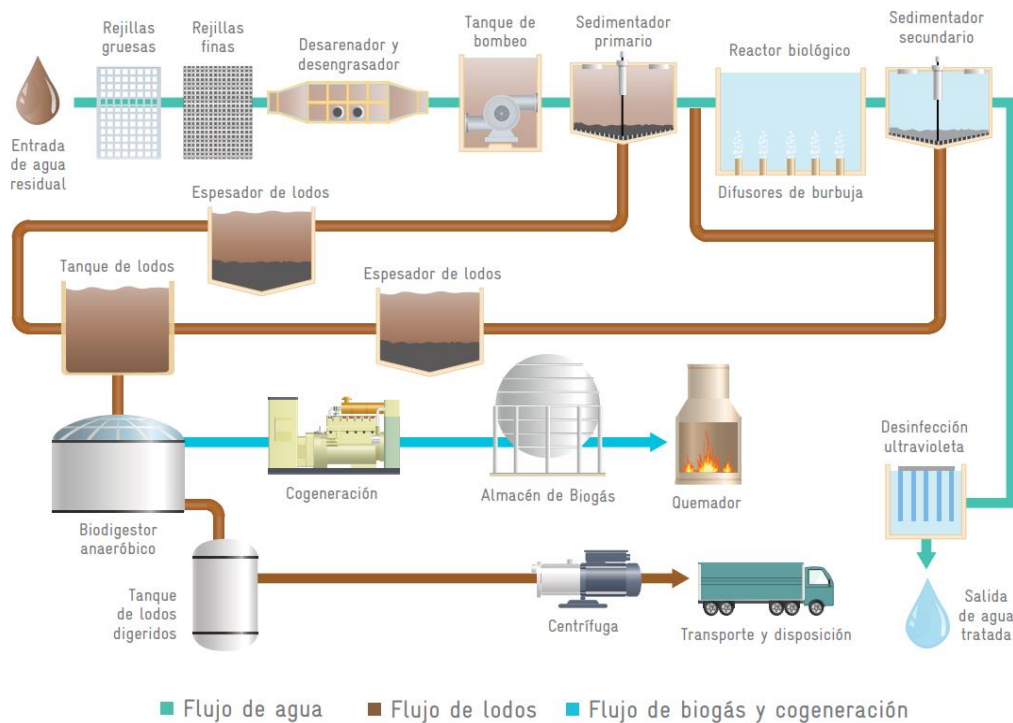 Entrada
de agua
residual
Rejillas
gruesas
Rejillas
finas
Desarenador y
desengrasador
Tanque de
bombeo
Sedimentador
primario
Reactor biológico
Difusores de burbuja
Sedimentador
secundario
Espesador de lodos
Tanque de lodos
Espesador de lodos
Biodigestor
anaeróbico
Cogeneración
Almacén de Biogás
Quemador
Desinfección
ultravioleta
Tanque
de lodos
digeridos
Centrífuga
Transporte y disposición
Salida
de agua
tratada
Flujo de agua
Flujo de lodos
Flujo de biogás y cogeneración